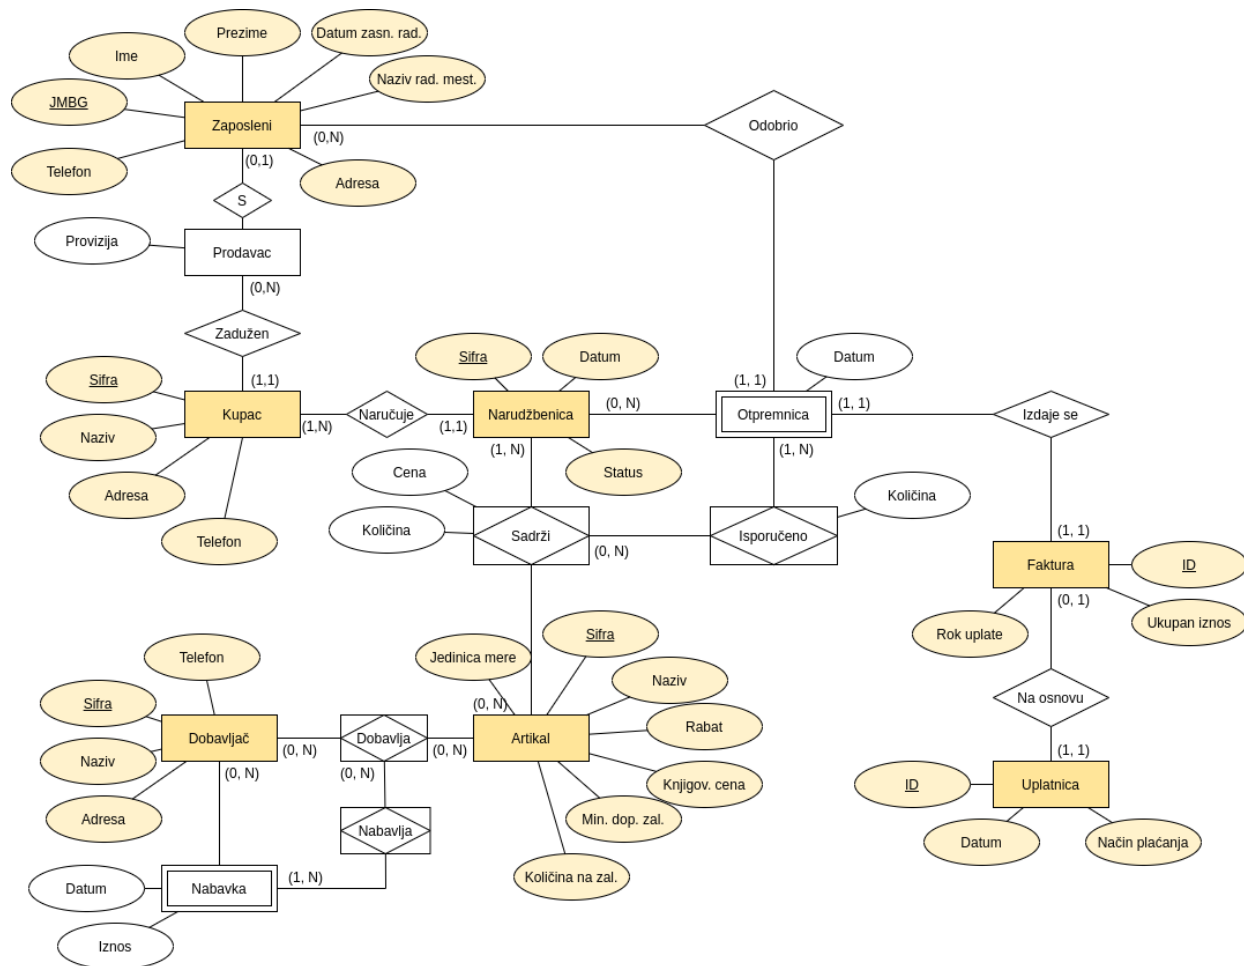 Prezime
Datum zasn. rad.
Ime
Naziv rad. mest.
JMBG
Zaposleni
Odobrio
(0,N)
(0,1)
Telefon
Adresa
S
Provizija
Prodavac
(0,N)
Zadužen
Sifra
Datum
Datum
(1,1)
(1, 1)
Sifra
Kupac
Naručuje
Narudžbenica
(0, N)
Otpremnica
(1, 1)
Izdaje se
(1,N)
(1,1)
(1, N)
(1, N)
Naziv
Cena
Status
Adresa
Količina
Količina
Telefon
Sadrži
(0, N)
Isporučeno
(1, 1)
Faktura
ID
(0, 1)
Rok uplate
Ukupan iznos
Telefon
Jedinica mere
Sifra
Naziv
Sifra
(0, N)
Rabat
Na osnovu
Dobavljač
(0, N)
Dobavlja
(0, N)
Artikal
Naziv
(0, N)
(0, N)
Knjigov. cena
(1, 1)
ID
Uplatnica
Adresa
Min. dop. zal.
Nabavlja
Datum
Način plaćanja
Količina na zal.
Datum
Nabavka
(1, N)
Iznos